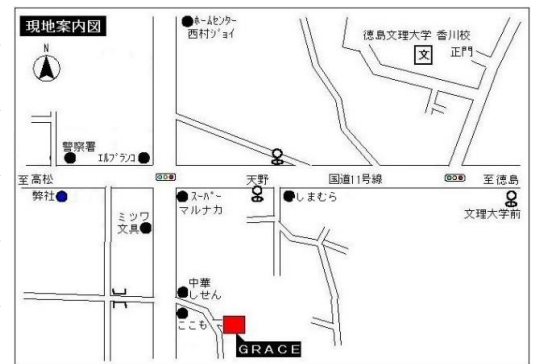 現地案内図
N
ホームセンター
西村ジョイ
徳島文理大学 香川校
文
正門
警察署
エルブランコ
至高松
天野
国道11号線
至徳島
弊社
ミツワ
文具
スーパー
マルナカ
しまむら
文理大学前
中華
しせん
ここも
GRACE